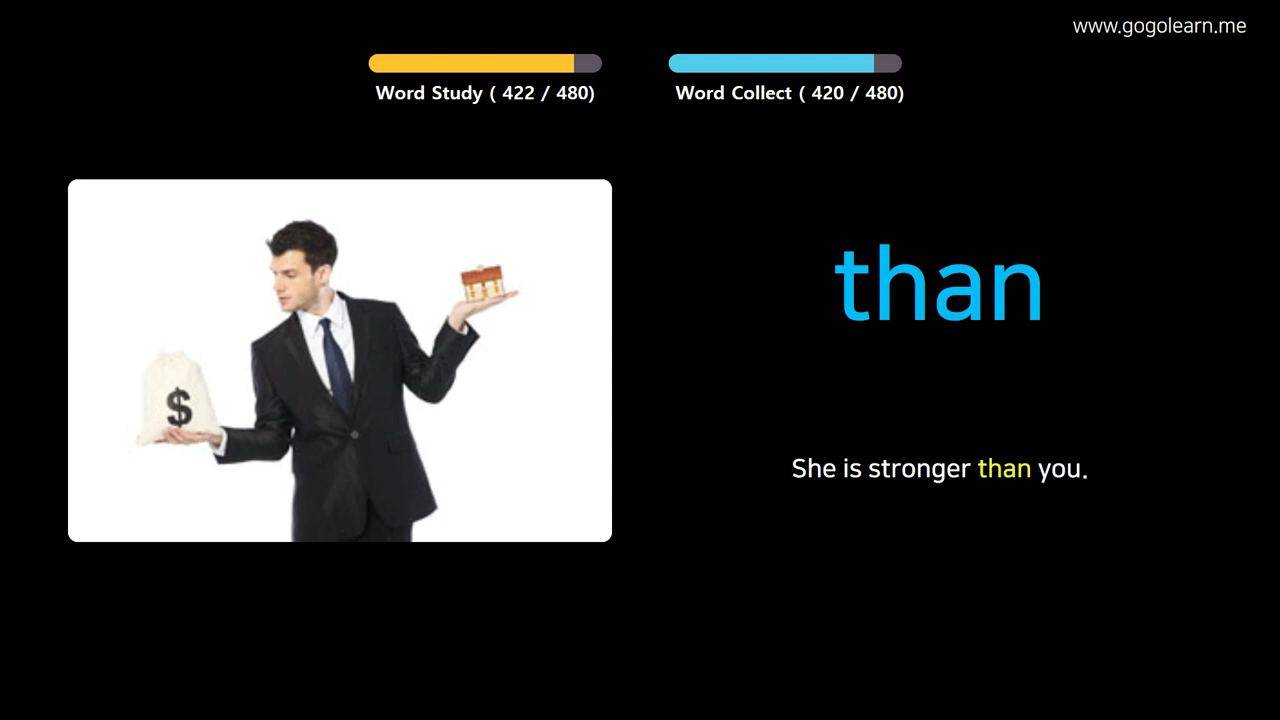 www.gogolearn.me
Word Study ( 422 / 480)
Word Collect ( 420 / 480)
$
than
She is stronger than you.